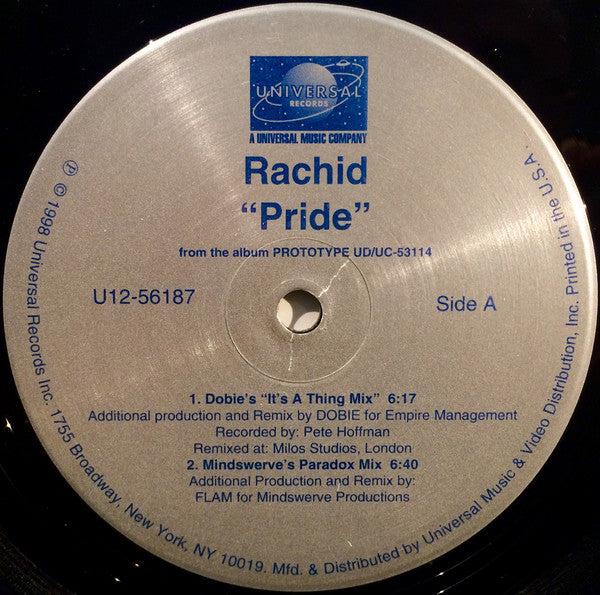 UNIVERSAL
RECORDS
A UNIVERSAL MUSIC COMPANY
Rachid
“Pride”
from the album PROTOTYPE UD/UC-53114
U12-56187
Side A
1. Dobie's “It's A Thing Mix” 6:17
Additional production and Remix by DOBIE for Empire Management
Recorded by: Pete Hoffman
Remixed at: Milos Studios, London
2. Mindswerve's Paradox Mix 6:40
Additional Production and Remix by:
FLAM for Mindswerve Productions
℗ © 1998 Universal Records Inc. 1755 Broadway, New York, NY 10019. Mfd. & Distributed by Universal Music & Video Distribution, Inc. Printed in the U.S.A.